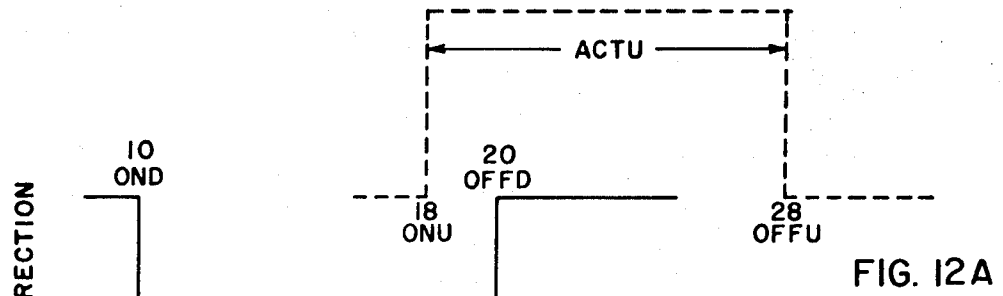 ACTU
10
OND
20
OFFD
18
ONU
28
OFFU
RECTION
FIG. 12A